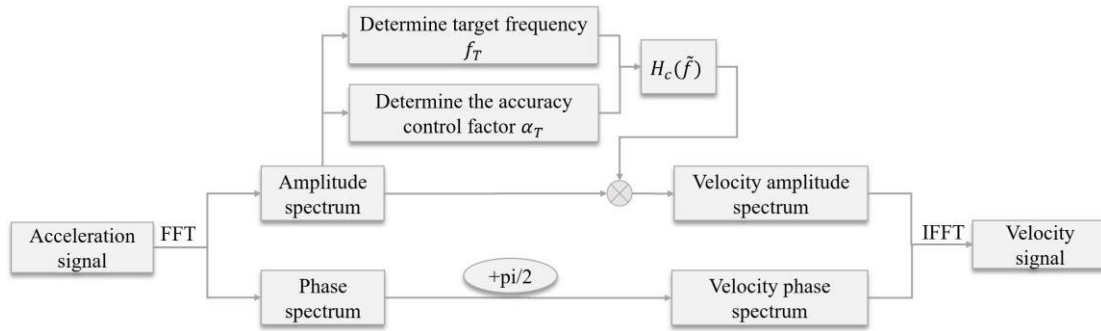 Determine target frequency
f_T
Determine the accuracy
control factor α_T
H_c(f̃)
Amplitude
spectrum
Velocity amplitude
spectrum
Acceleration
signal
FFT
IFFT
Velocity
signal
Phase
spectrum
+pi/2
Velocity phase
spectrum